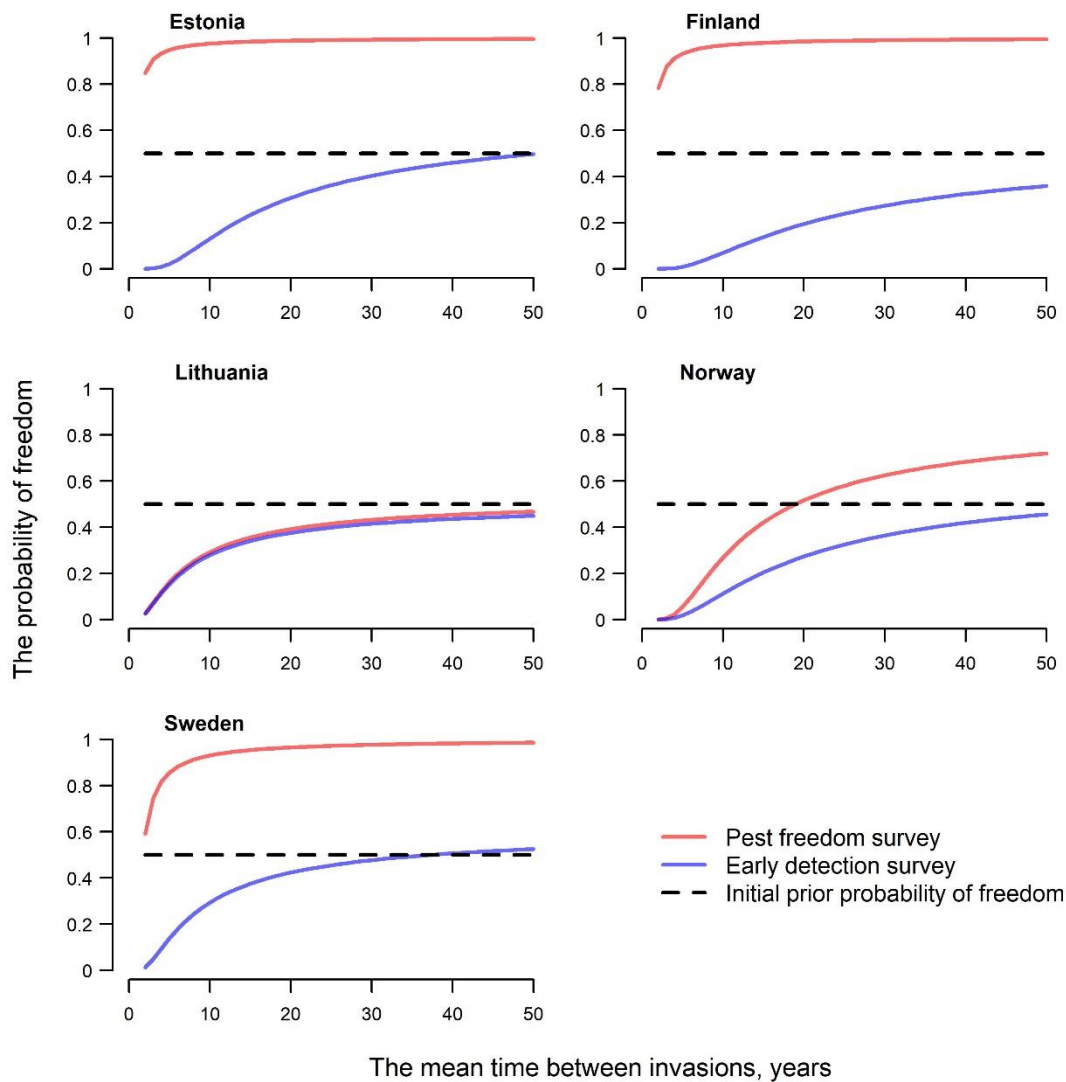 Estonia
1
0.8
0.6
0.4
0.2
0
0 10 20 30 40 50
Finland
1
0.8
0.6
0.4
0.2
0
0 10 20 30 40 50
The probability of freedom
Lithuania
1
0.8
0.6
0.4
0.2
0
0 10 20 30 40 50
Norway
1
0.8
0.6
0.4
0.2
0
0 10 20 30 40 50
Sweden
1
0.8
0.6
0.4
0.2
0
0 10 20 30 40 50
Pest freedom survey
Early detection survey
Initial prior probability of freedom
The mean time between invasions, years